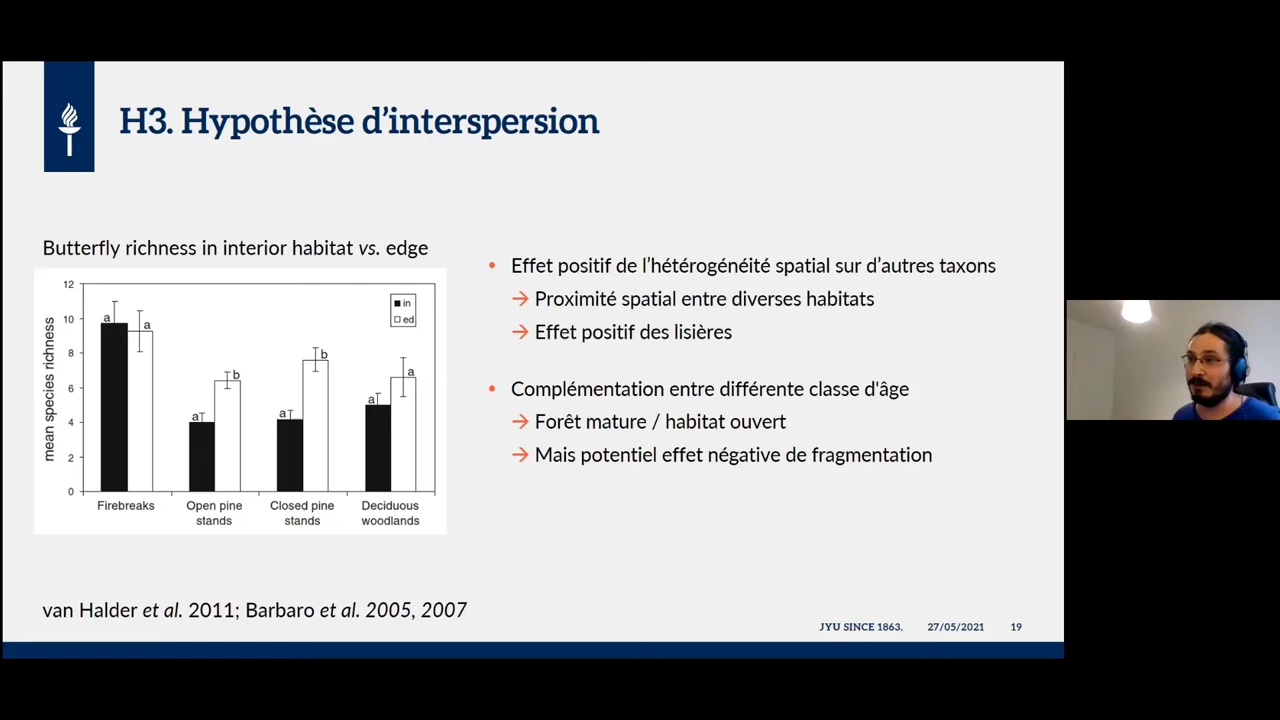 H3. Hypothèse d'interspersion
Butterfly richness in interior habitat vs. edge
12
10
8
6
4
2
0
mean species richness
in
ed
a
a
a
b
a
b
a
a
Firebreaks
Open pine
stands
Closed pine
stands
Deciduous
woodlands
• Effet positif de l'hétérogénéité spatial sur d'autres taxons
→ Proximité spatial entre diverses habitats
→ Effet positif des lisières
• Complémentation entre différente classe d'âge
→ Forêt mature / habitat ouvert
→ Mais potentiel effet négative de fragmentation
van Halder et al. 2011; Barbaro et al. 2005, 2007
JYU SINCE 1863. 27/05/2021 19